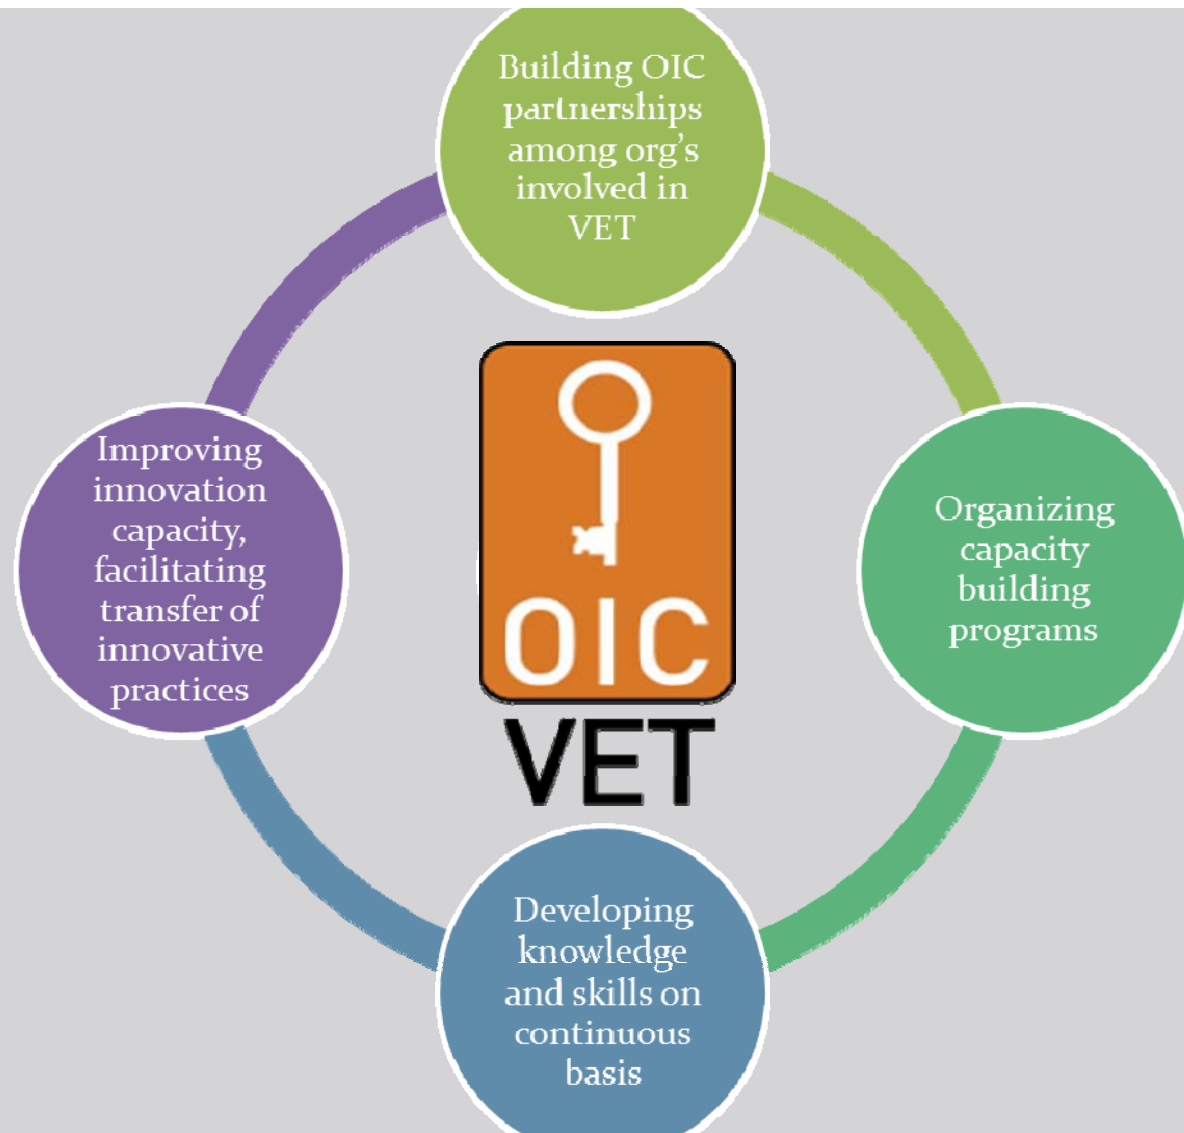 Building OIC
partnerships
among org's
involved in
VET
Improving
innovation
capacity,
facilitating
transfer of
innovative
practices
Organizing
capacity
building
programs
OIC
VET
Developing
knowledge
and skills on
continuous
basis